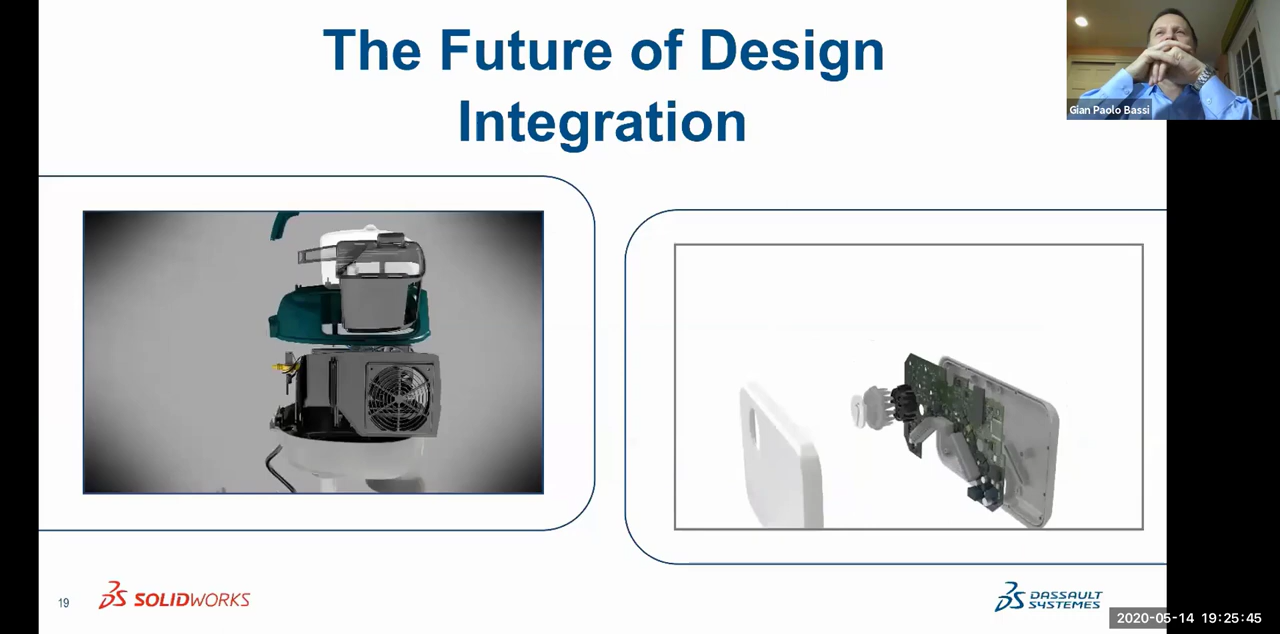 The Future of Design
Integration
Gian Paolo Bassi
19
SOLIDWORKS
DASSAULT
SYSTEMES
2020-05-14 19:25:45